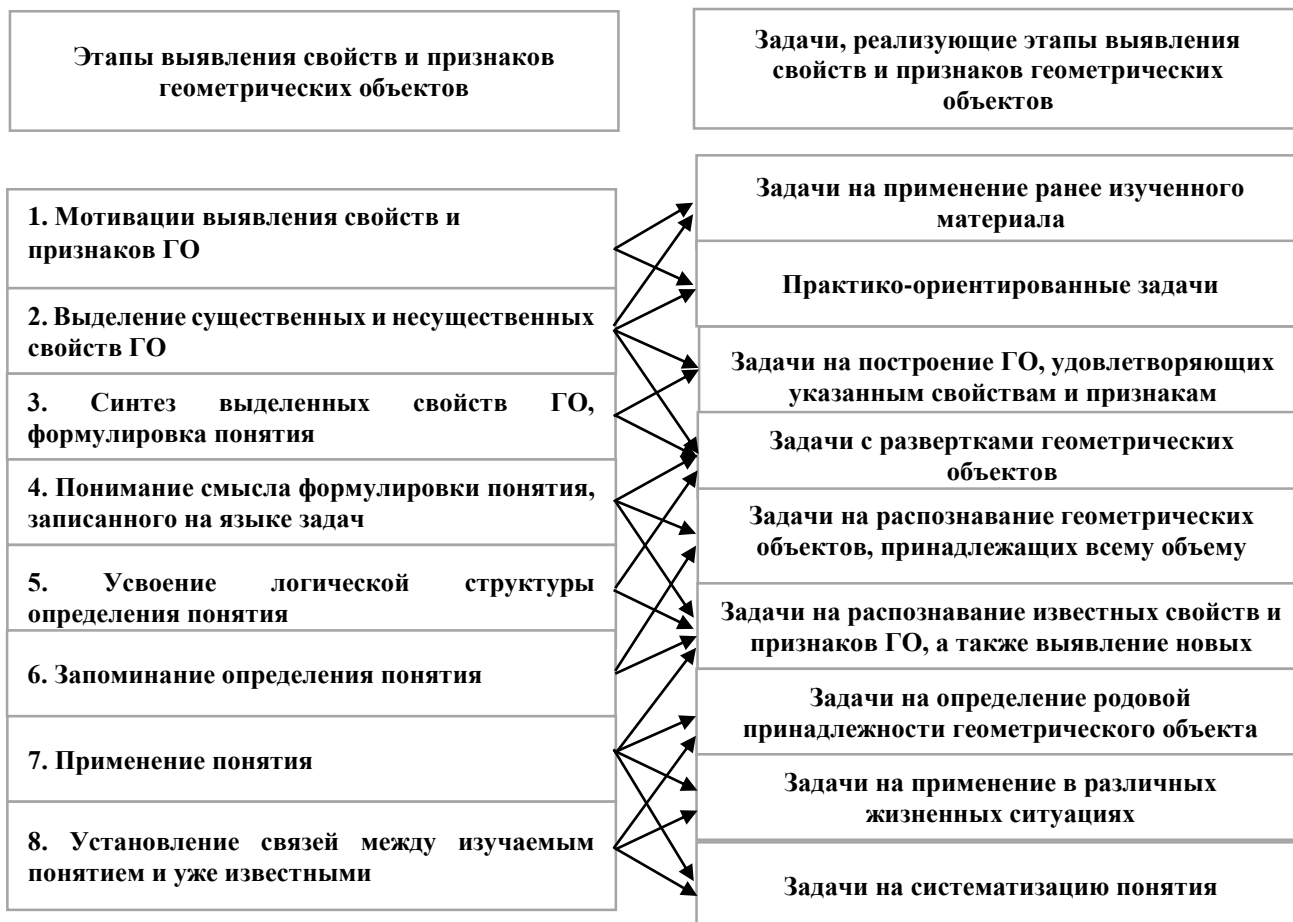 Этапы выявления свойств и признаков
геометрических объектов
Задачи, реализующие этапы выявления
свойств и признаков геометрических
объектов
1. Мотивации выявления свойств и
признаков ГО
2. Выделение существенных и несущественных
свойств ГО
3. Синтез выделенных свойств ГО,
формулировка понятия
4. Понимание смысла формулировки понятия,
записанного на языке задач
5. Усвоение логической структуры
определения понятия
6. Запоминание определения понятия
7. Применение понятия
8. Установление связей между изучаемым
понятием и уже известными
Задачи на применение ранее изученного
материала
Практико-ориентированные задачи
Задачи на построение ГО, удовлетворяющих
указанным свойствам и признакам
Задачи с развертками геометрических
объектов
Задачи на распознавание геометрических
объектов, принадлежащих всему объему
Задачи на распознавание известных свойств и
признаков ГО, а также выявление новых
Задачи на определение родовой
принадлежности геометрического объекта
Задачи на применение в различных
жизненных ситуациях
Задачи на систематизацию понятия